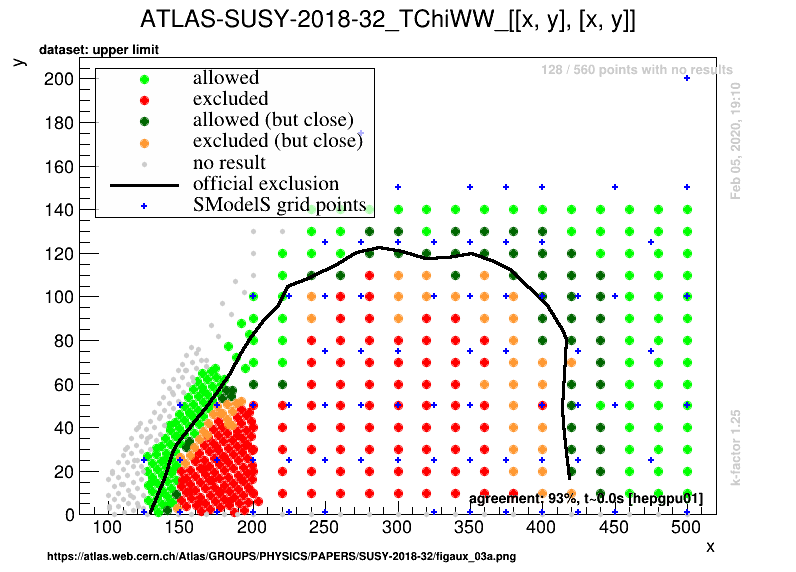 ATLAS-SUSY-2018-32_TChiWW_[[x, y], [x, y]]
dataset: upper limit
y
128 / 560 points with no results
allowed
excluded
allowed (but close)
excluded (but close)
no result
official exclusion
SModelS grid points
Feb 05, 2020, 19:10
k-factor 1.25
200
180
160
140
120
100
80
60
40
20
0
agreement: 93%, t~0.0s [hepgpu01]
100 150 200 250 300 350 400 450 500
x
https://atlas.web.cern.ch/Atlas/GROUPS/PHYSICS/PAPERS/SUSY-2018-32/figaux_03a.png